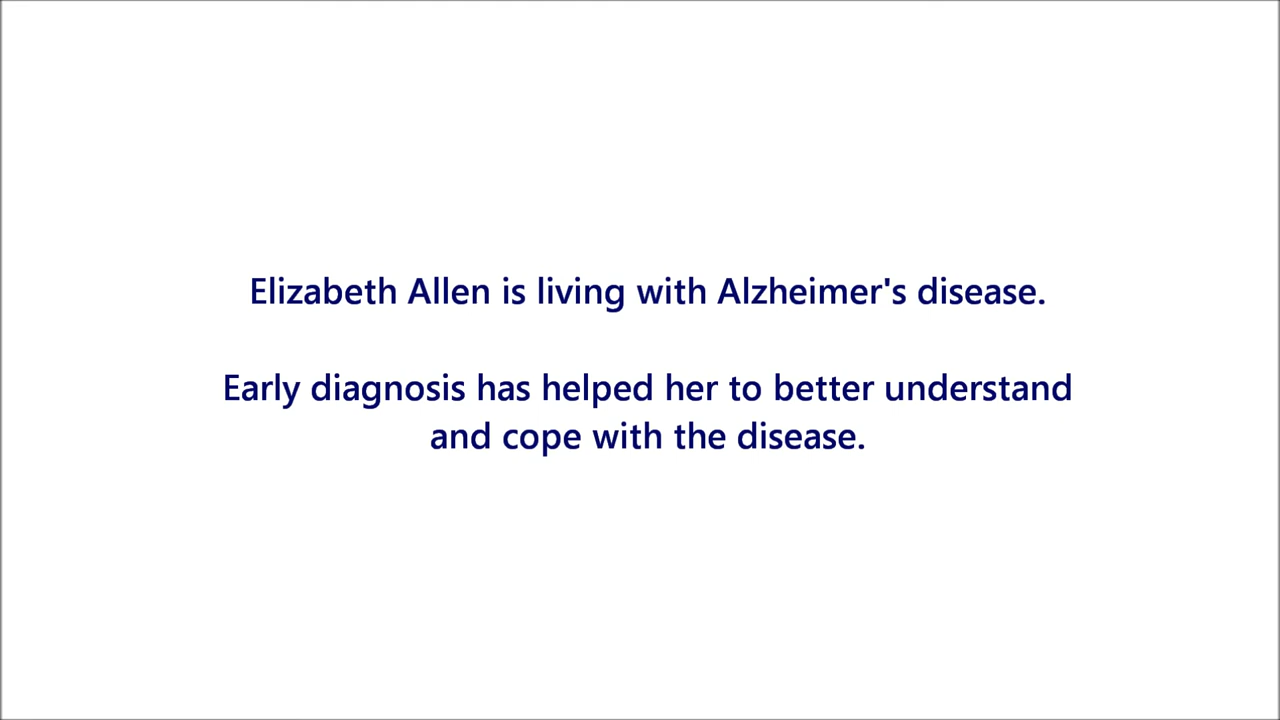 Elizabeth Allen is living with Alzheimer's disease.
Early diagnosis has helped her to better understand
and cope with the disease.